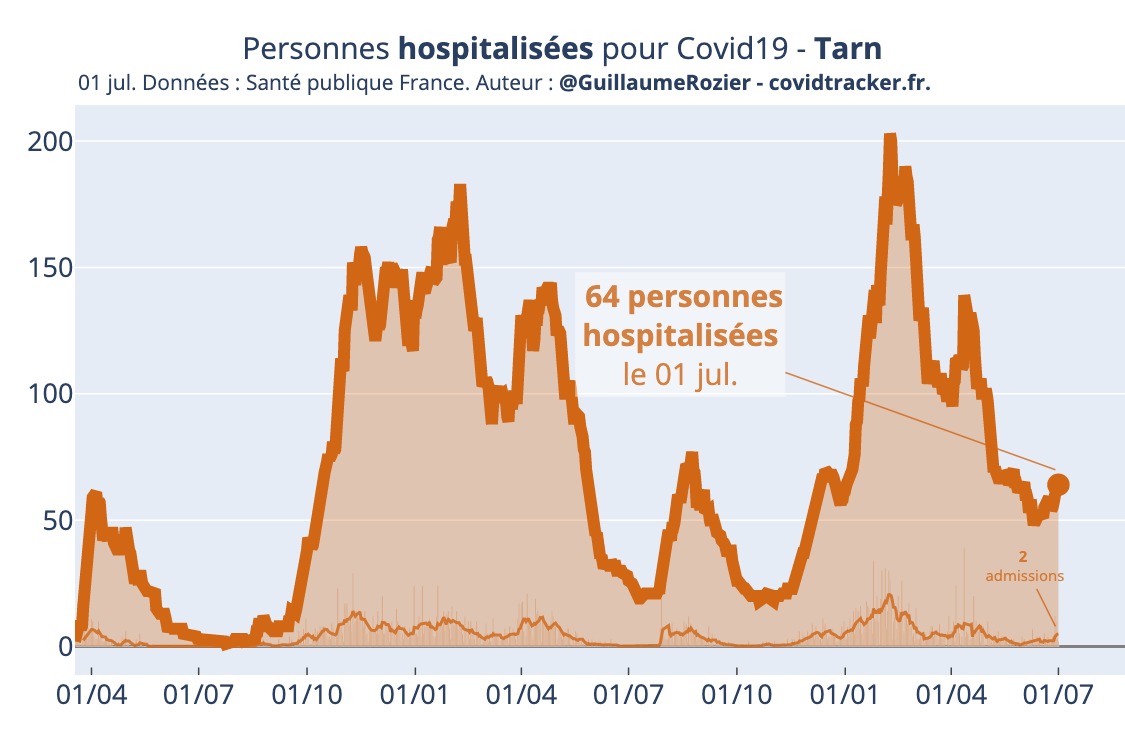 Personnes hospitalisées pour Covid19 - Tarn
01 jul. Données : Santé publique France. Auteur : @GuillaumeRozier - covidtracker.fr.
200
150
100
50
0
64 personnes
hospitalisées
le 01 jul.
2
admissions
01/04 01/07 01/10 01/01 01/04 01/07 01/10 01/01 01/04 01/07